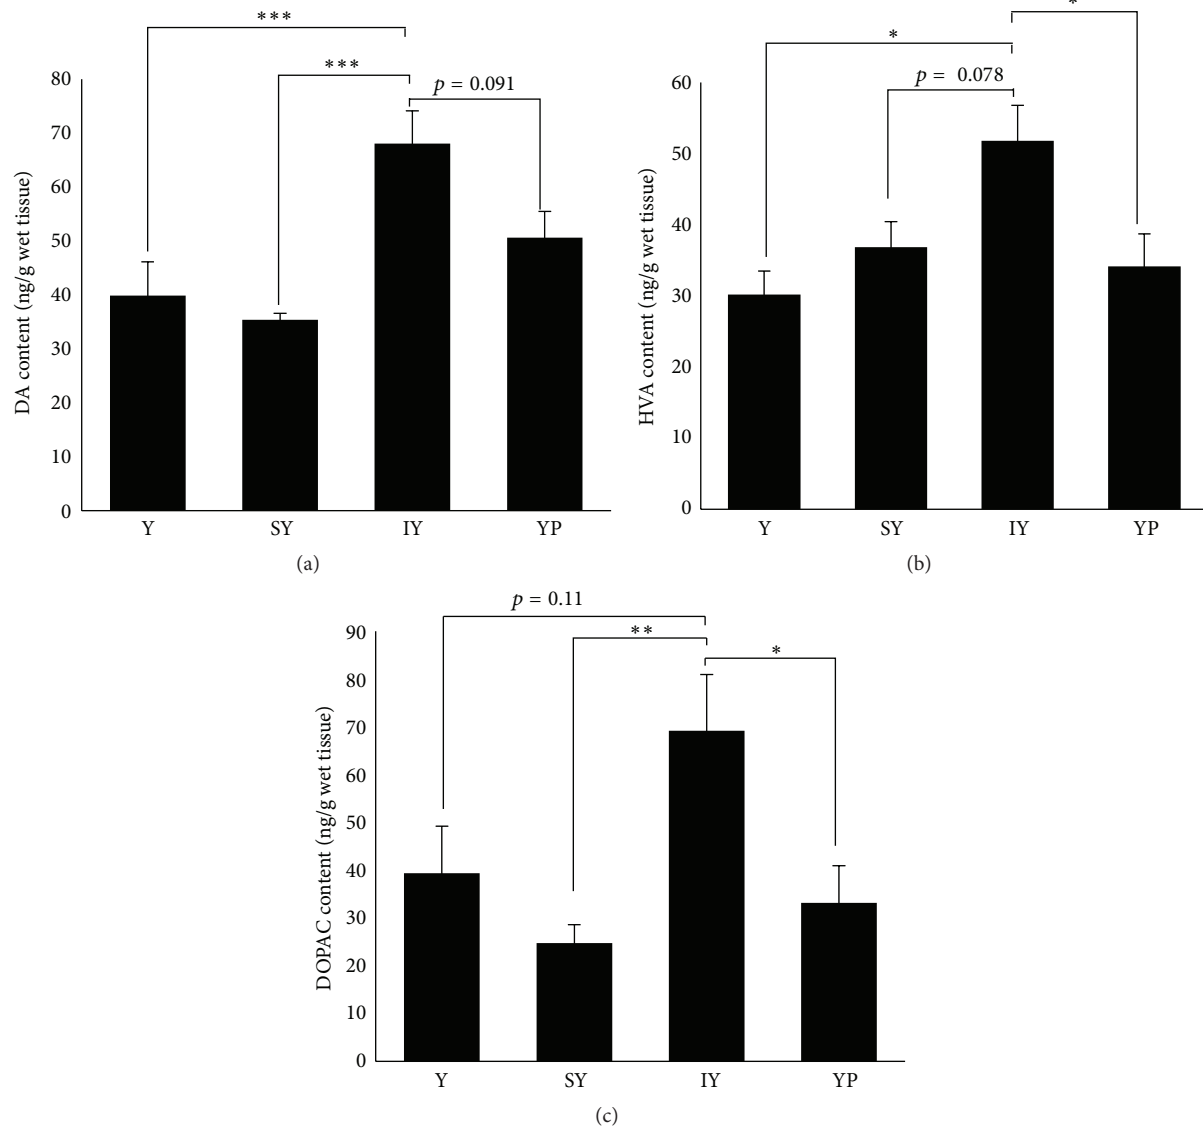 ***
***
p = 0.091
80
70
60
50
40
30
20
10
0
DA content (ng/g wet tissue)
Y SY IY YP
(a)
*
*
p = 0.078
60
50
40
30
20
10
0
HVA content (ng/g wet tissue)
Y SY IY YP
(b)
p = 0.11
**
*
90
80
70
60
50
40
30
20
10
0
DOPAC content (ng/g wet tissue)
Y SY IY YP
(c)